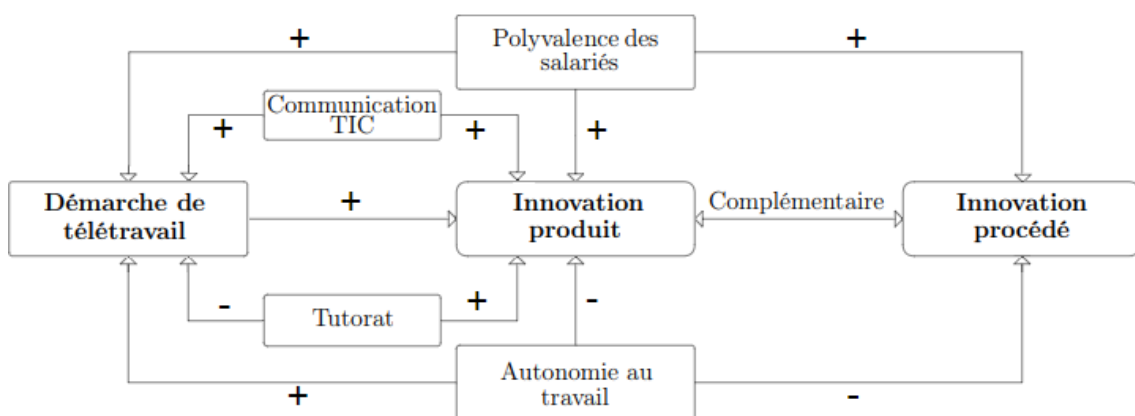 +
Polyvalence des
salariés
+
Communication
TIC
+
+
+
Démarche de
télétravail
+
Innovation
produit
Complémentaire
Innovation
procédé
-
Tutorat
+
-
+
Autonomie au
travail
-